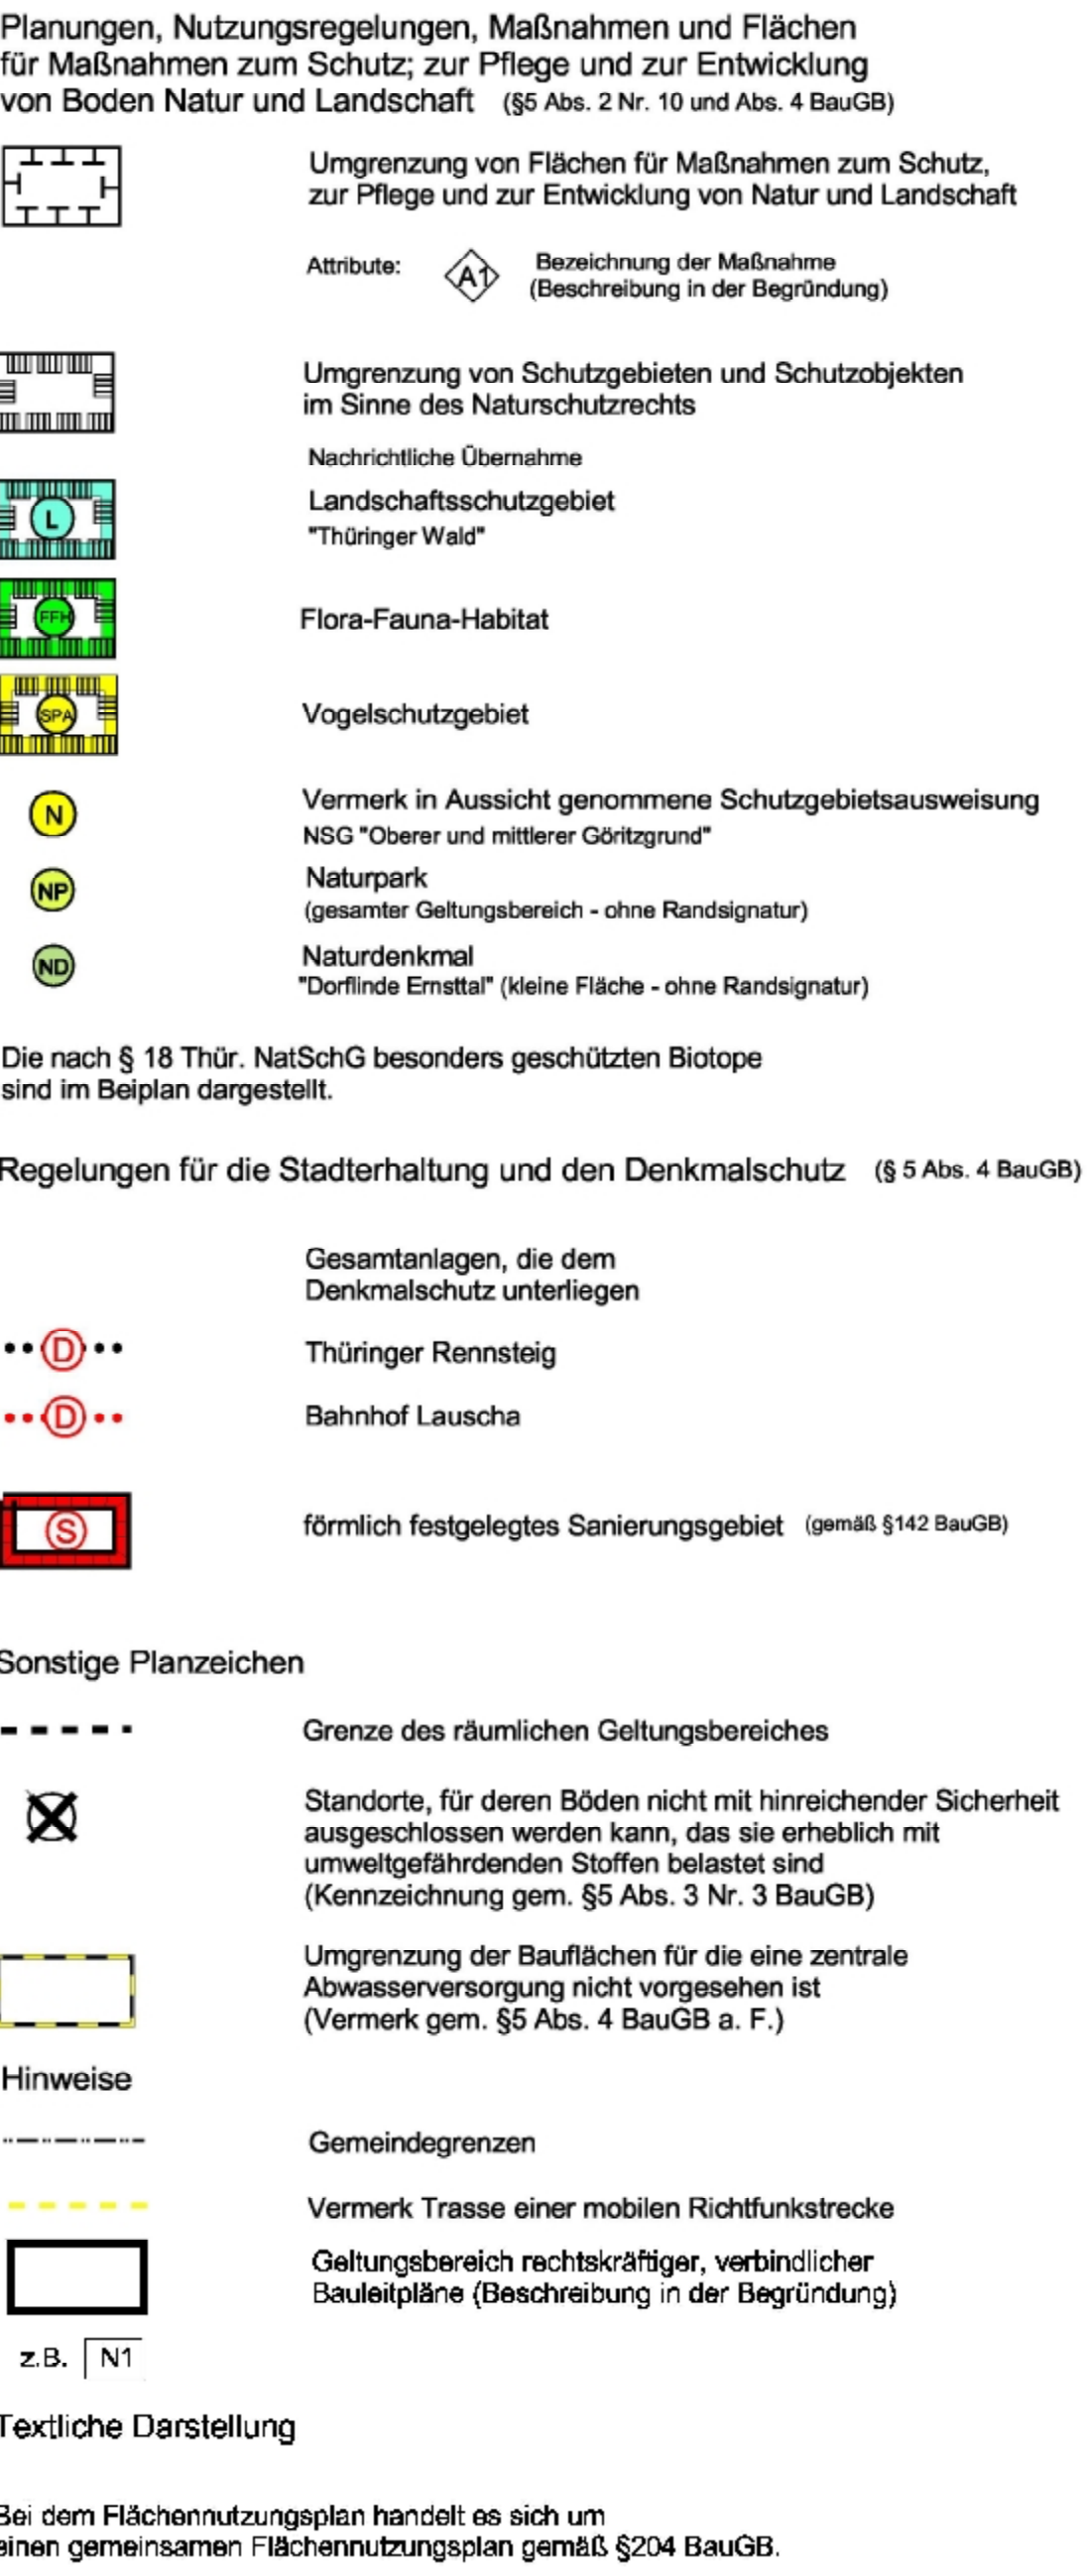 Planungen, Nutzungsregelungen, Maßnahmen und Flächen
für Maßnahmen zum Schutz; zur Pflege und zur Entwicklung
von Boden Natur und Landschaft (§5 Abs. 2 Nr. 10 und Abs. 4 BauGB)
Umgrenzung von Flächen für Maßnahmen zum Schutz,
zur Pflege und zur Entwicklung von Natur und Landschaft
Attribute: A1 Bezeichnung der Maßnahme
(Beschreibung in der Begründung)
Umgrenzung von Schutzgebieten und Schutzobjekten
im Sinne des Naturschutzrechts
Nachrichtliche Übernahme
L Landschaftsschutzgebiet
"Thüringer Wald"
FFH Flora-Fauna-Habitat
SPA Vogelschutzgebiet
N Vermerk in Aussicht genommene Schutzgebietsausweisung
NSG "Oberer und mittlerer Göritzgrund"
NP Naturpark
(gesamter Geltungsbereich - ohne Randsignatur)
ND Naturdenkmal
"Dorflinde Ernsttal" (kleine Fläche - ohne Randsignatur)
Die nach § 18 Thür. NatSchG besonders geschützten Biotope
sind im Beiplan dargestellt.
Regelungen für die Stadterhaltung und den Denkmalschutz (§ 5 Abs. 4 BauGB)
Gesamtanlagen, die dem
Denkmalschutz unterliegen
D Thüringer Rennsteig
D Bahnhof Lauscha
S förmlich festgelegtes Sanierungsgebiet (gemäß §142 BauGB)
Sonstige Planzeichen
Grenze des räumlichen Geltungsbereiches
Standorte, für deren Böden nicht mit hinreichender Sicherheit
ausgeschlossen werden kann, das sie erheblich mit
umweltgefährdenden Stoffen belastet sind
(Kennzeichnung gem. §5 Abs. 3 Nr. 3 BauGB)
Umgrenzung der Bauflächen für die eine zentrale
Abwasserversorgung nicht vorgesehen ist
(Vermerk gem. §5 Abs. 4 BauGB a. F.)
Hinweise
Gemeindegrenzen
Vermerk Trasse einer mobilen Richtfunkstrecke
Geltungsbereich rechtskräftiger, verbindlicher
Bauleitpläne (Beschreibung in der Begründung)
z.B. N1
Textliche Darstellung
Bei dem Flächennutzungsplan handelt es sich um
einen gemeinsamen Flächennutzungsplan gemäß §204 BauGB.